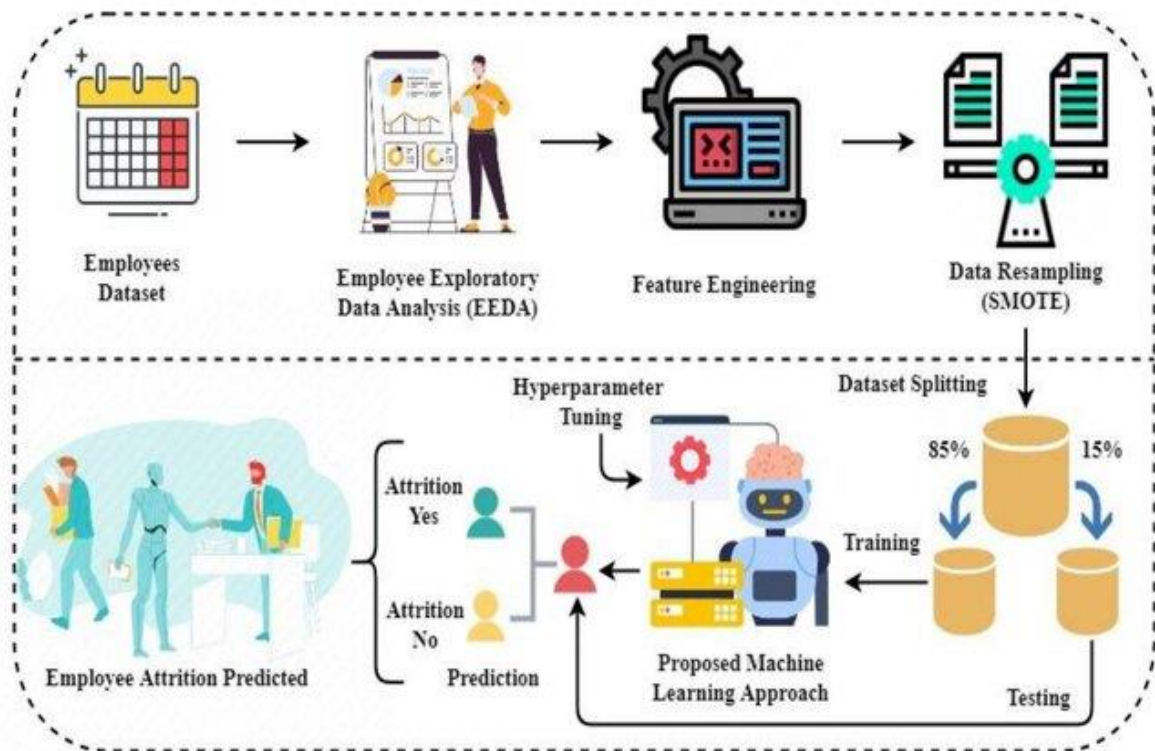 Employees
Dataset
Employee Exploratory
Data Analysis (EEDA)
Feature Engineering
Data Resampling
(SMOTE)
Dataset Splitting
85%
15%
Hyperparameter
Tuning
Training
Attrition
Yes
Attrition
No
Prediction
Proposed Machine
Learning Approach
Testing
Employee Attrition Predicted